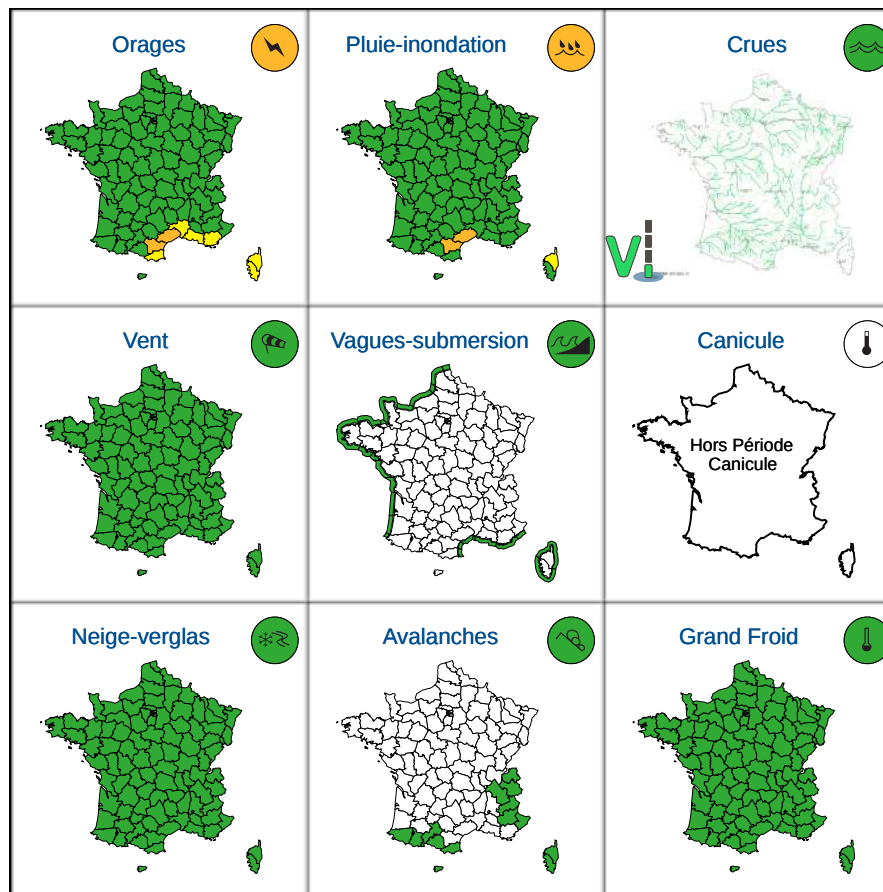 Orages
Pluie-inondation
Crues
Vent
Vagues-submersion
Canicule
Hors Période
Canicule
Neige-verglas
Avalanches
Grand Froid